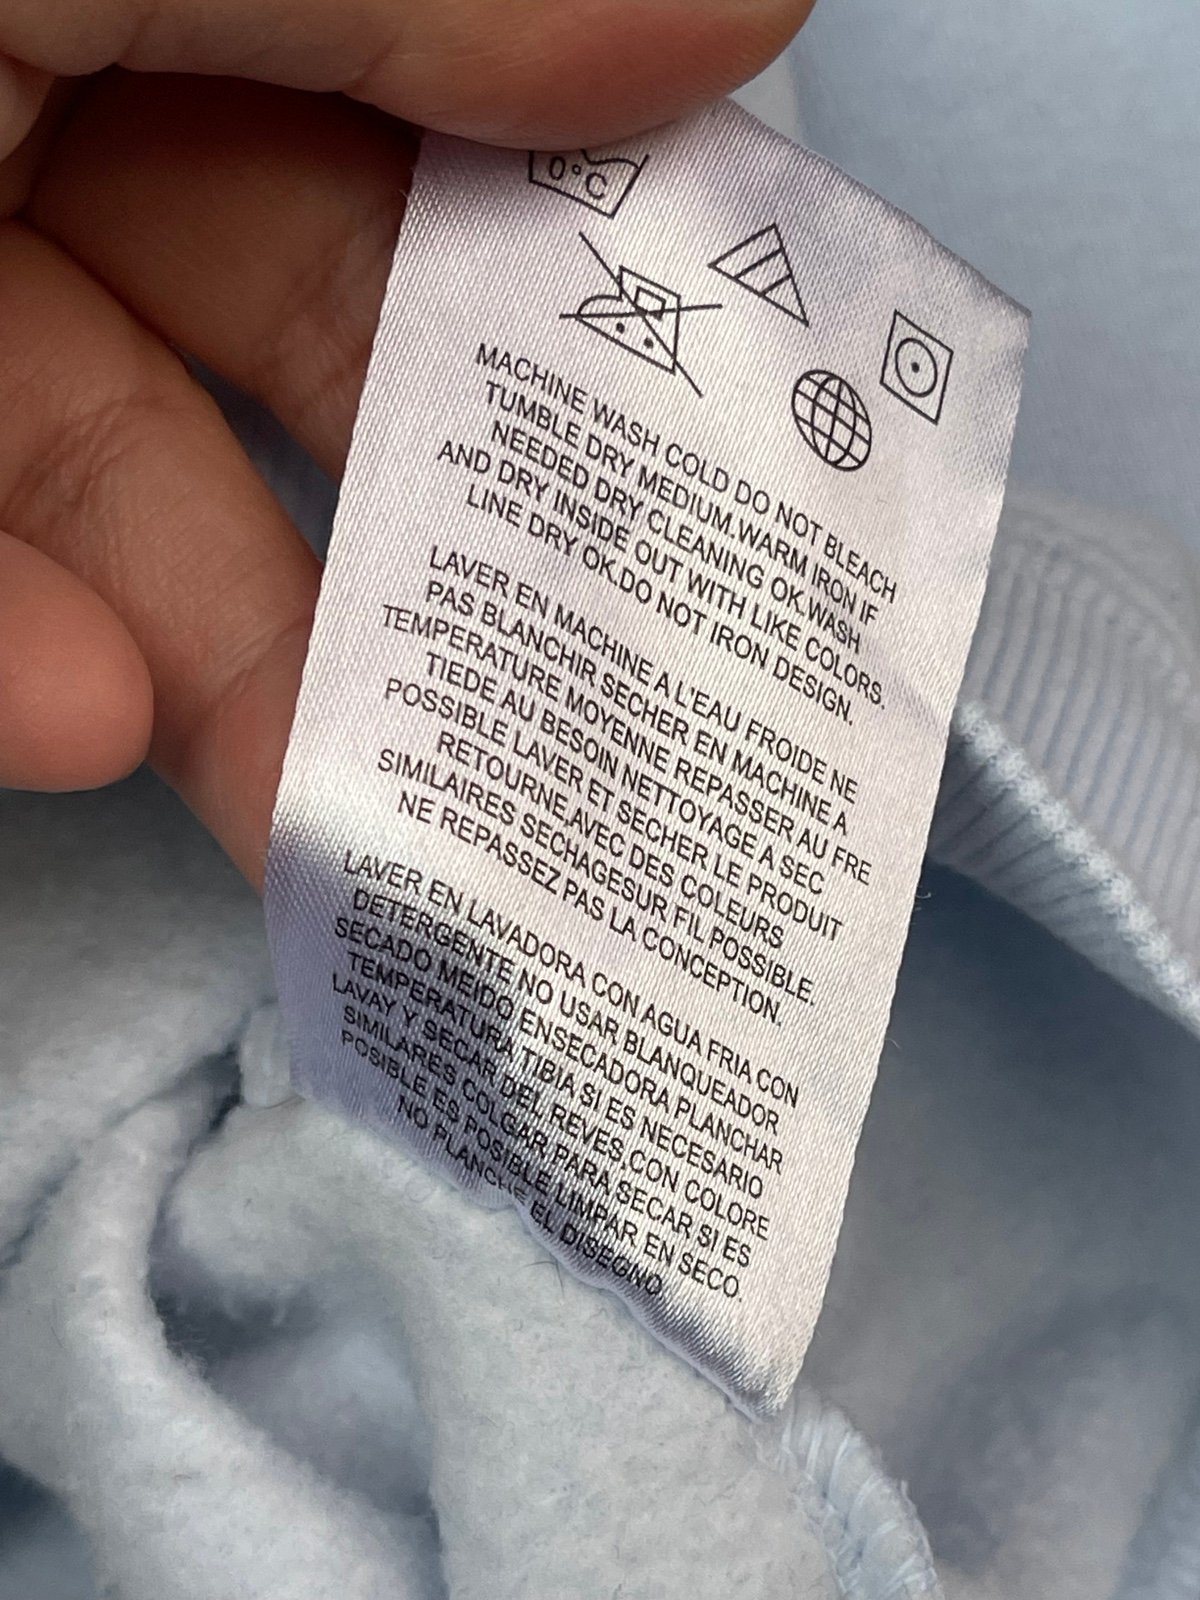 0°C
MACHINE WASH COLD DO NOT BLEACH
TUMBLE DRY MEDIUM.WARM IRON IF
NEEDED DRY CLEANING OK.WASH
AND DRY INSIDE OUT WITH LIKE COLORS.
LINE DRY OK.DO NOT IRON DESIGN.
LAVER EN MACHINE A L'EAU FROIDE NE
PAS BLANCHIR SECHER EN MACHINE A
TEMPERATURE MOYENNE REPASSER AU FRE
TIEDE AU BESOIN NETTOYAGE A SEC
POSSIBLE LAVER ET SECHER LE PRODUIT
RETOURNE,AVEC DES COULEURS
SIMILAIRES SECHAGESUR FIL POSSIBLE.
NE REPASSEZ PAS LA CONCEPTION.
LAVER EN LAVADORA CON AGUA FRIA CON
DETERGENTE NO USAR BLANQUEADOR
SECADO MEIDO ENSECADORA PLANCHAR
TEMPERATURA TIBIA SI ES NECESARIO
LAVAY Y SECAR DEL REVES,CON COLORE
SIMILARES COLGAR PARA SECAR SI ES
POSIBLE ES POSIBLE LIMPAR EN SECO.
NO PLANCHE EL DISEGNO